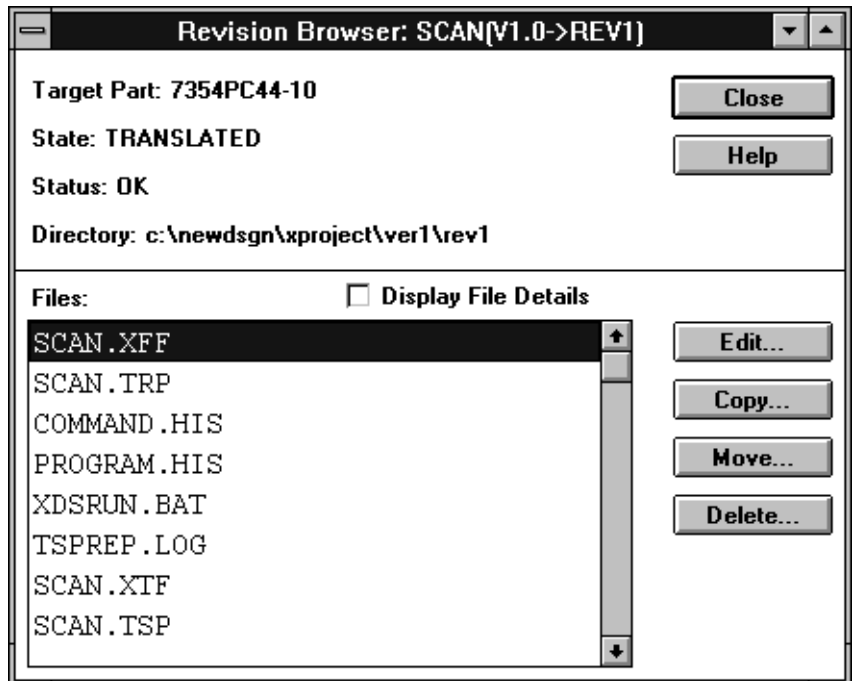 Revision Browser: SCAN(V1.0->REV1)
Target Part: 7354PC44-10
Close
State: TRANSLATED
Help
Status: OK
Directory: c:\newdsgn\xproject\ver1\rev1
Files:
Display File Details
SCAN.XFF
Edit...
SCAN.TRP
Copy...
COMMAND.HIS
PROGRAM.HIS
Move...
XDSRUN.BAT
Delete...
TSPREP.LOG
SCAN.XTF
SCAN.TSP